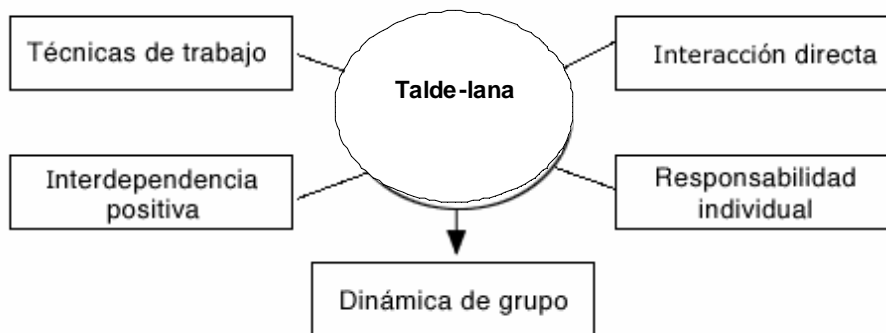 Técnicas de trabajo
Interacción directa
Talde-lana
Interdependencia
positiva
Responsabilidad
individual
Dinámica de grupo